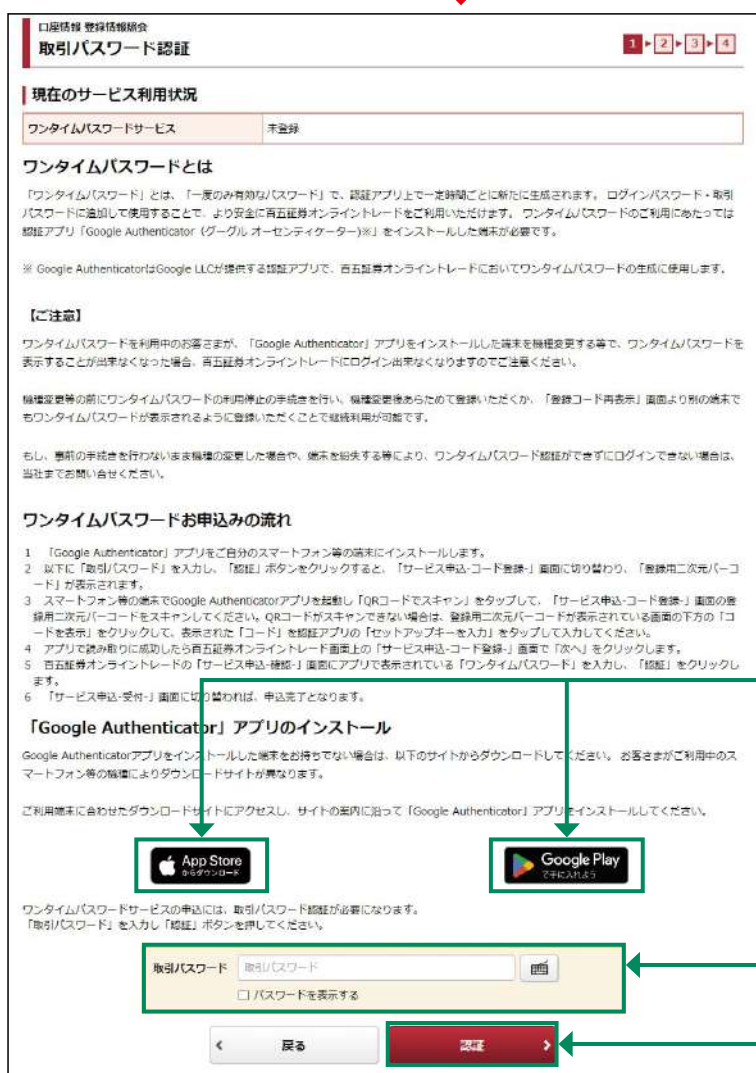 口座情報 登録情報照会
取引パスワード認証
1 2 3 4
現在のサービス利用状況
ワンタイムパスワードサービス 未登録
ワンタイムパスワードとは
「ワンタイムパスワード」とは、「一度のみ有効なパスワード」で、認証アプリ上で一定時間ごとに新たに生成されます。 ログインパスワード・取引
パスワードに追加して使用することで、より安全に百五証券オンライントレードをご利用いただけます。 ワンタイムパスワードのご利用にあたっては
認証アプリ「Google Authenticator（グーグル オーセンティケーター)※」をインストールした端末が必要です。
※ Google AuthenticatorはGoogle LLCが提供する認証アプリで、百五証券オンライントレードにおいてワンタイムパスワードの生成に使用します。
【ご注意】
ワンタイムパスワードを利用中のお客さまが、「Google Authenticator」アプリをインストールした端末を機種変更する等で、ワンタイムパスワードを
表示することが出来なくなった場合、百五証券オンライントレードにログイン出来なくなりますのでご注意ください。
機種変更等の前にワンタイムパスワードの利用停止の手続きを行い、機種変更後あらためて登録いただくか、「登録コード再表示」画面より別の端末で
もワンタイムパスワードが表示されるように登録いただくことで継続利用が可能です。
もし、事前の手続きを行わないまま機種の変更した場合や、端末を紛失する等により、ワンタイムパスワード認証ができずにログインできない場合は、
当社までお問い合せください。
ワンタイムパスワードお申込みの流れ
1 「Google Authenticator」アプリをご自分のスマートフォン等の端末にインストールします。
2 以下に「取引パスワード」を入力し、「認証」ボタンをクリックすると、「サービス申込-コード登録-」画面に切り替わり、「登録用二次元バーコ
ード」が表示されます。
3 スマートフォン等の端末でGoogle Authenticatorアプリを起動し「QRコードでスキャン」をタップして、「サービス申込-コード登録-」画面の登
録用二次元バーコードをスキャンしてください。QRコードがスキャンできない場合は、登録用二次元バーコードが表示されている画面の下方の「コ
ードを表示」をクリックして、表示された「コード」を認証アプリの「セットアップキーを入力」をタップして入力してください。
4 アプリで読み取りに成功したら百五証券オンライントレード画面上の「サービス申込-コード登録-」画面で「次へ」をクリックします。
5 百五証券オンライントレードの「サービス申込-確認-」画面にアプリで表示されている「ワンタイムパスワード」を入力し、「認証」をクリックし
ます。
6 「サービス申込-受付-」画面に切り替われば、申込完了となります。
「Google Authenticator」アプリのインストール
Google Authenticatorアプリをインストールした端末をお持ちでない場合は、以下のサイトからダウンロードしてください。 お客さまがご利用中のス
マートフォン等の機種によりダウンロードサイトが異なります。
ご利用端末に合わせたダウンロードサイトにアクセスし、サイトの案内に沿って「Google Authenticator」アプリをインストールしてください。
App Store
からダウンロード
Google Play
で手に入れよう
ワンタイムパスワードサービスの申込には、取引パスワード認証が必要になります。
「取引パスワード」を入力し「認証」ボタンを押してください。
取引パスワード 取引パスワード
パスワードを表示する
戻る 認証